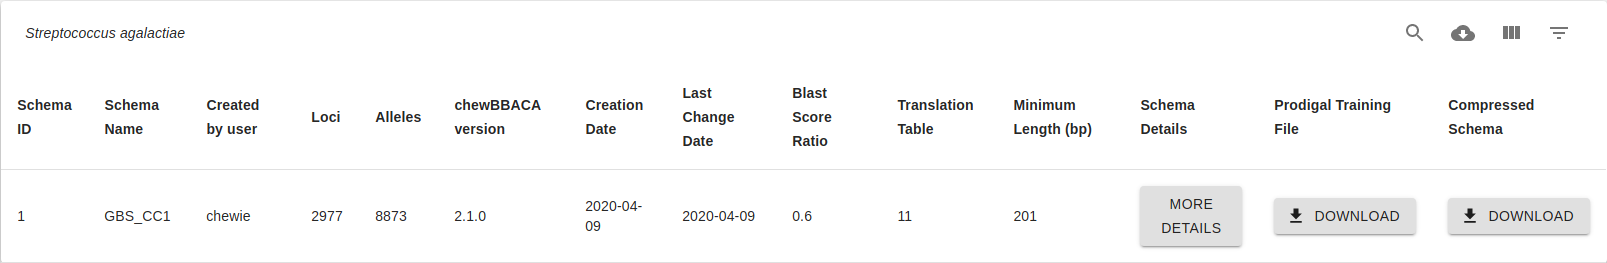 Streptococcus agalactiae
Schema ID
Schema Name
Created by user
Loci
Alleles
chewBBACA version
Creation Date
Last Change Date
Blast Score Ratio
Translation Table
Minimum Length (bp)
Schema Details
Prodigal Training File
Compressed Schema
1
GBS_CC1
chewie
2977
8873
2.1.0
2020-04-
09
2020-04-09
0.6
11
201
MORE
DETAILS
DOWNLOAD
DOWNLOAD